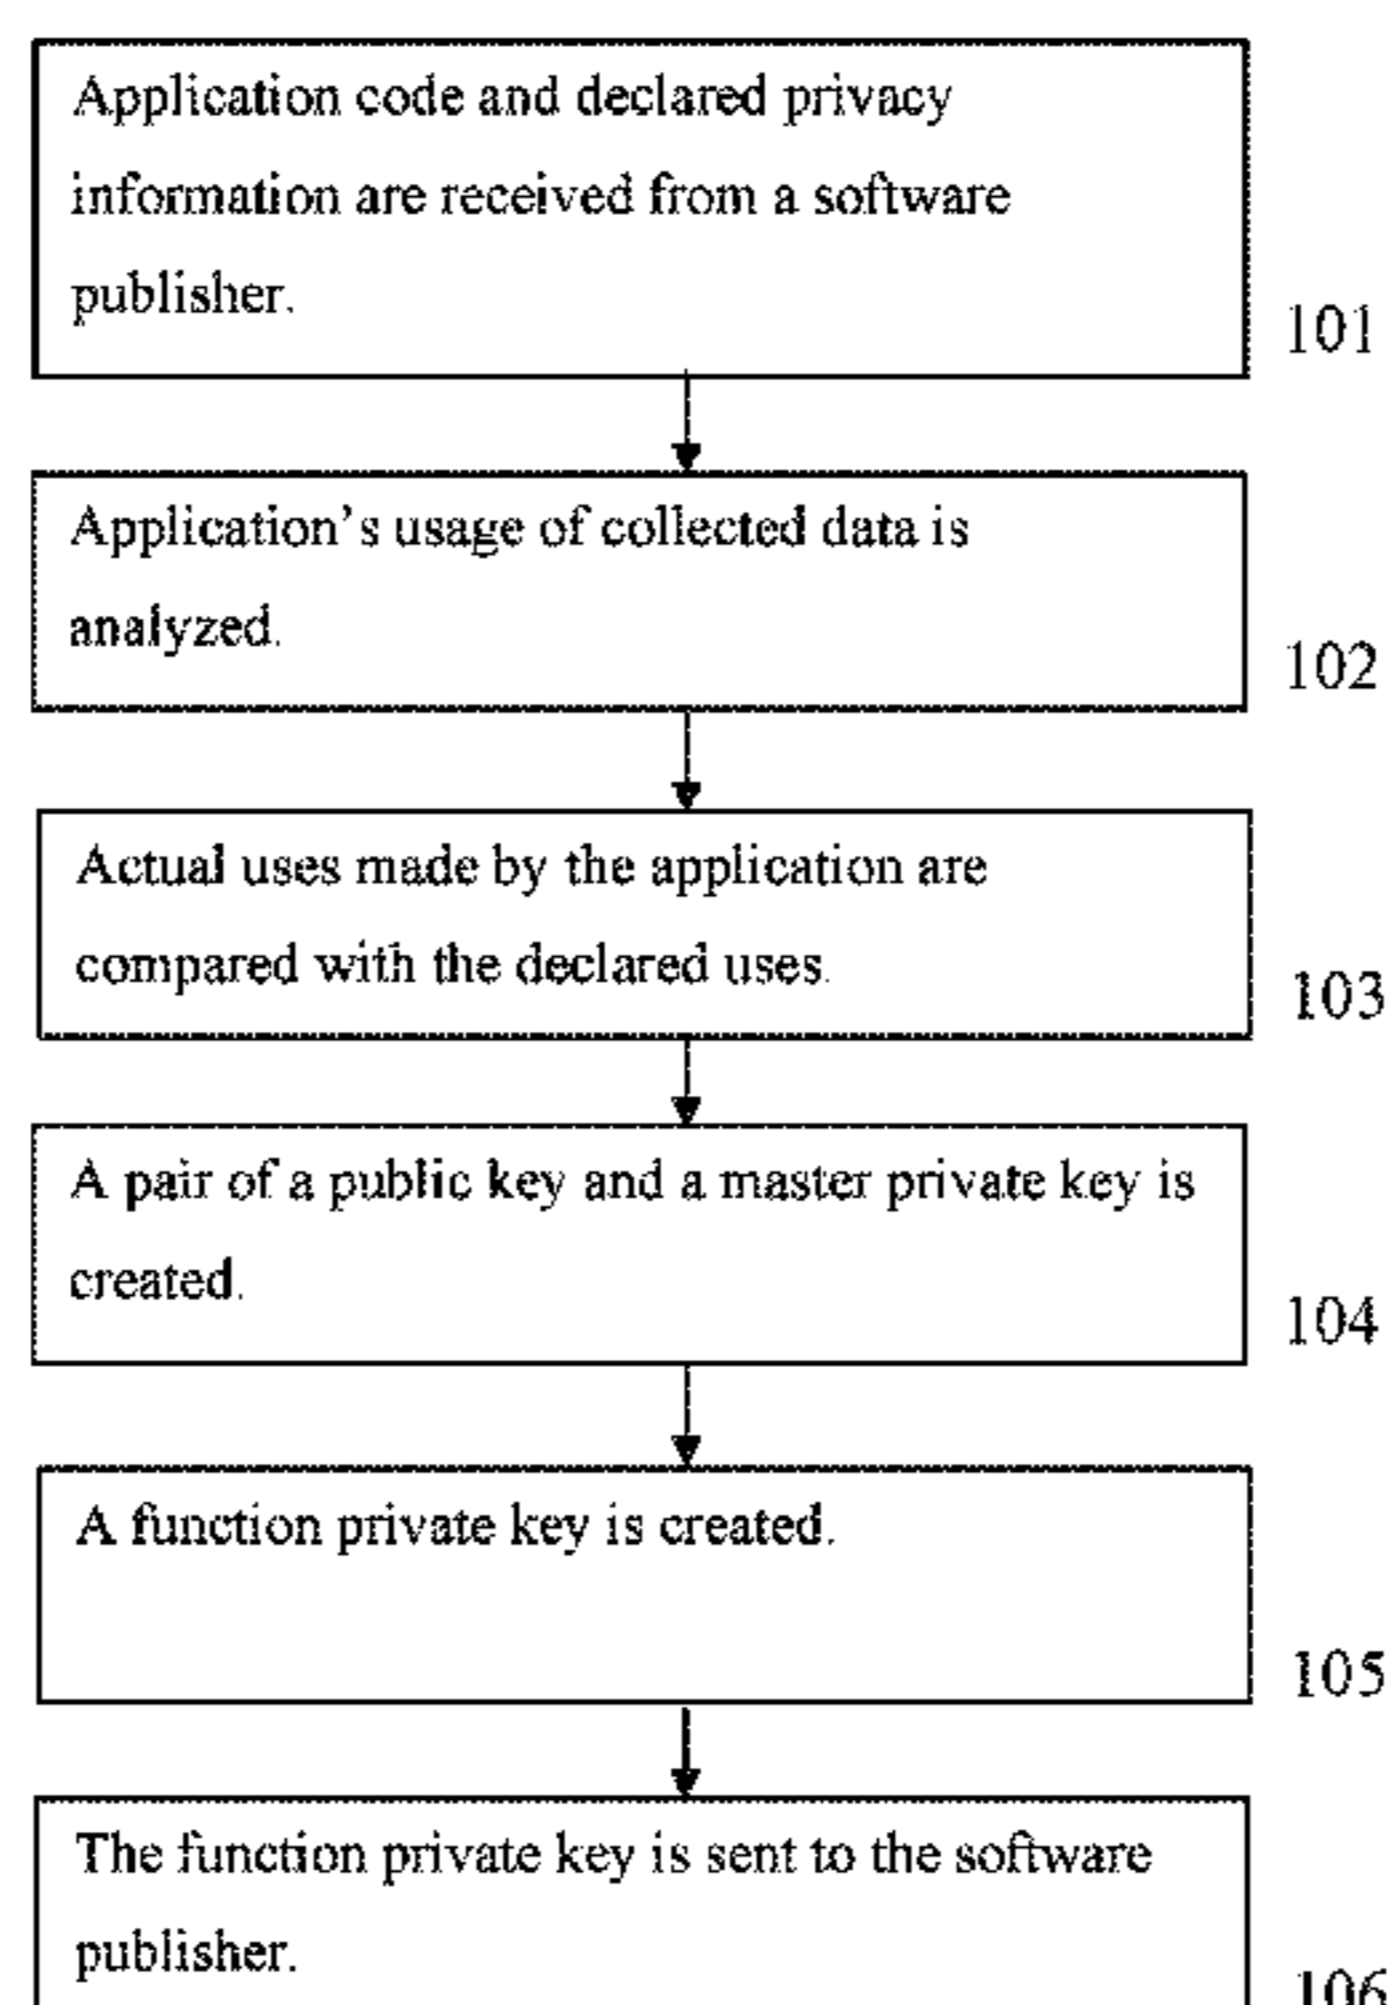 Application code and declared privacy
information are received from a software
publisher.
101
Application's usage of collected data is
analyzed.
102
Actual uses made by the application are
compared with the declared uses.
103
A pair of a public key and a master private key is
created.
104
A function private key is created.
105
The function private key is sent to the software
publisher.
106